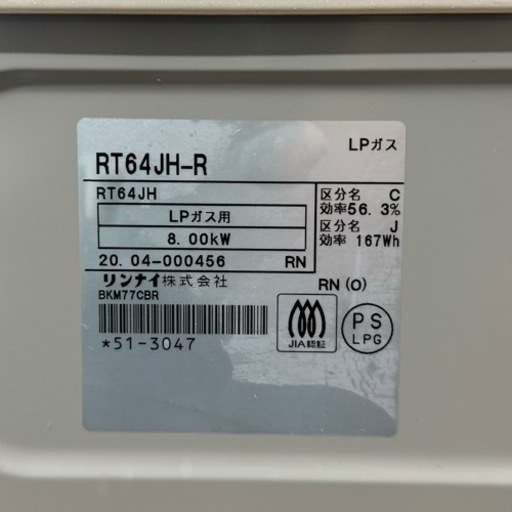 LPガス
RT64JH-R
RT64JH
LPガス用
8.00kW
20.04-000456 RN
区分名 C
効率56.3%
区分名 J
効率 167Wh
リンナイ株式会社
BKM77CBR
RN (O)
*51-3047
JIA認証
PS
LPG